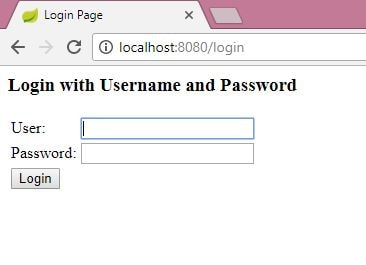 Login Page
localhost:8080/login
Login with Username and Password
User:
Password:
Login